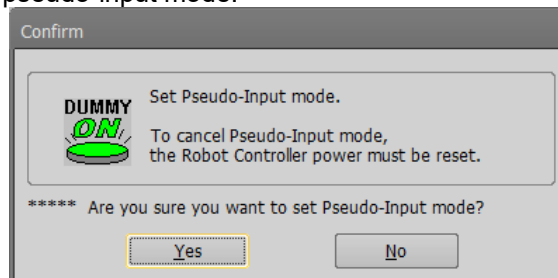 pseudo-input mode.
Confirm
DUMMY
ON
Set Pseudo-Input mode.
To cancel Pseudo-Input mode,
the Robot Controller power must be reset.
***** Are you sure you want to set Pseudo-Input mode?
Yes
No